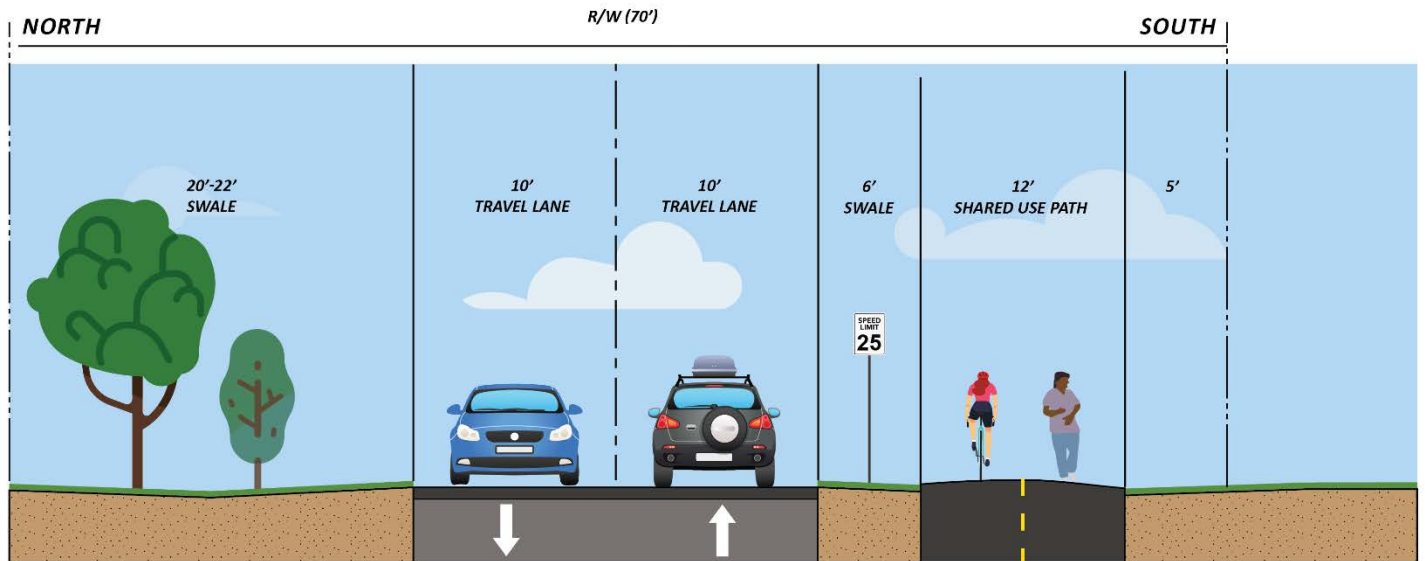 NORTH
R/W (70’)
SOUTH
20’-22’
SWALE
10’
TRAVEL LANE
10’
TRAVEL LANE
6’
SWALE
12’
SHARED USE PATH
5’
SPEED
LIMIT
25